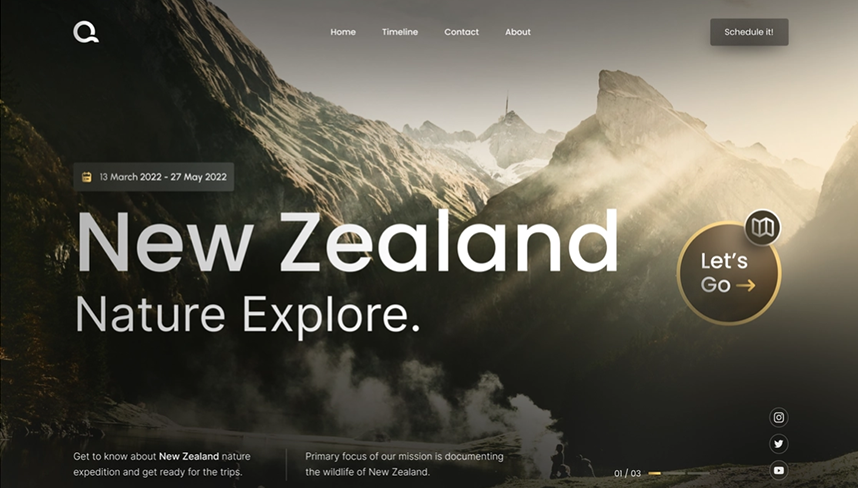 Home Timeline Contact About Schedule it!
13 March 2022 - 27 May 2022
New Zealand
Nature Explore.
Let's
Go
Get to know about New Zealand nature
expedition and get ready for the trips.
Primary focus of our mission is documenting
the wildlife of New Zealand.
01 / 03